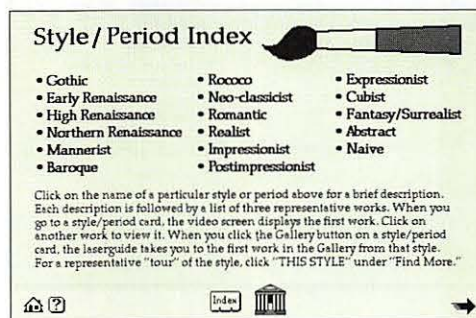 Style/Period Index
• Gothic
• Early Renaissance
• High Renaissance
• Northern Renaissance
• Mannerist
• Baroque
• Rococo
• Neo-classicist
• Romantic
• Realist
• Impressionist
• Postimpressionist
• Expressionist
• Cubist
• Fantasy/Surrealist
• Abstract
• Naive
Click on the name of a particular style or period above for a brief description.
Each description is followed by a list of three representative works. When you
go to a style/period card, the video screen displays the first work. Click on
another work to view it. When you click the Gallery button on a style/period
card, the laserguide takes you to the first work in the Gallery from that style.
For a representative "tour" of the style, click "THIS STYLE" under "Find More."
?
Index